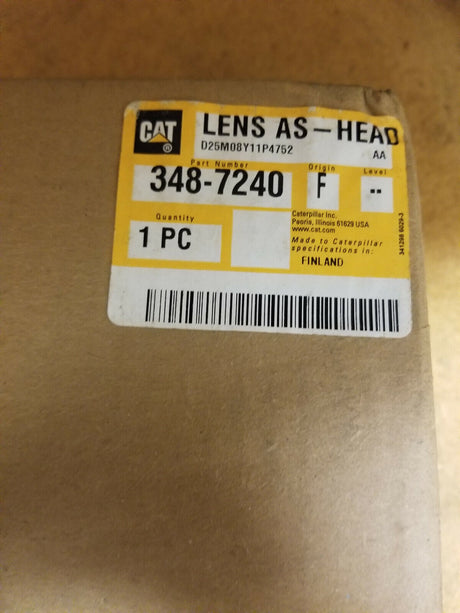 CAT
®
LENS AS-HEAD
D25M08Y11P4752
AA
Part Number
Origin
Level
348-7240
F
--
Quantity
1 PC
Caterpillar Inc.
Peoria, Illinois 61629 USA
www.cat.com
Made to Caterpillar
specifications in:
FINLAND
341298 6029-3